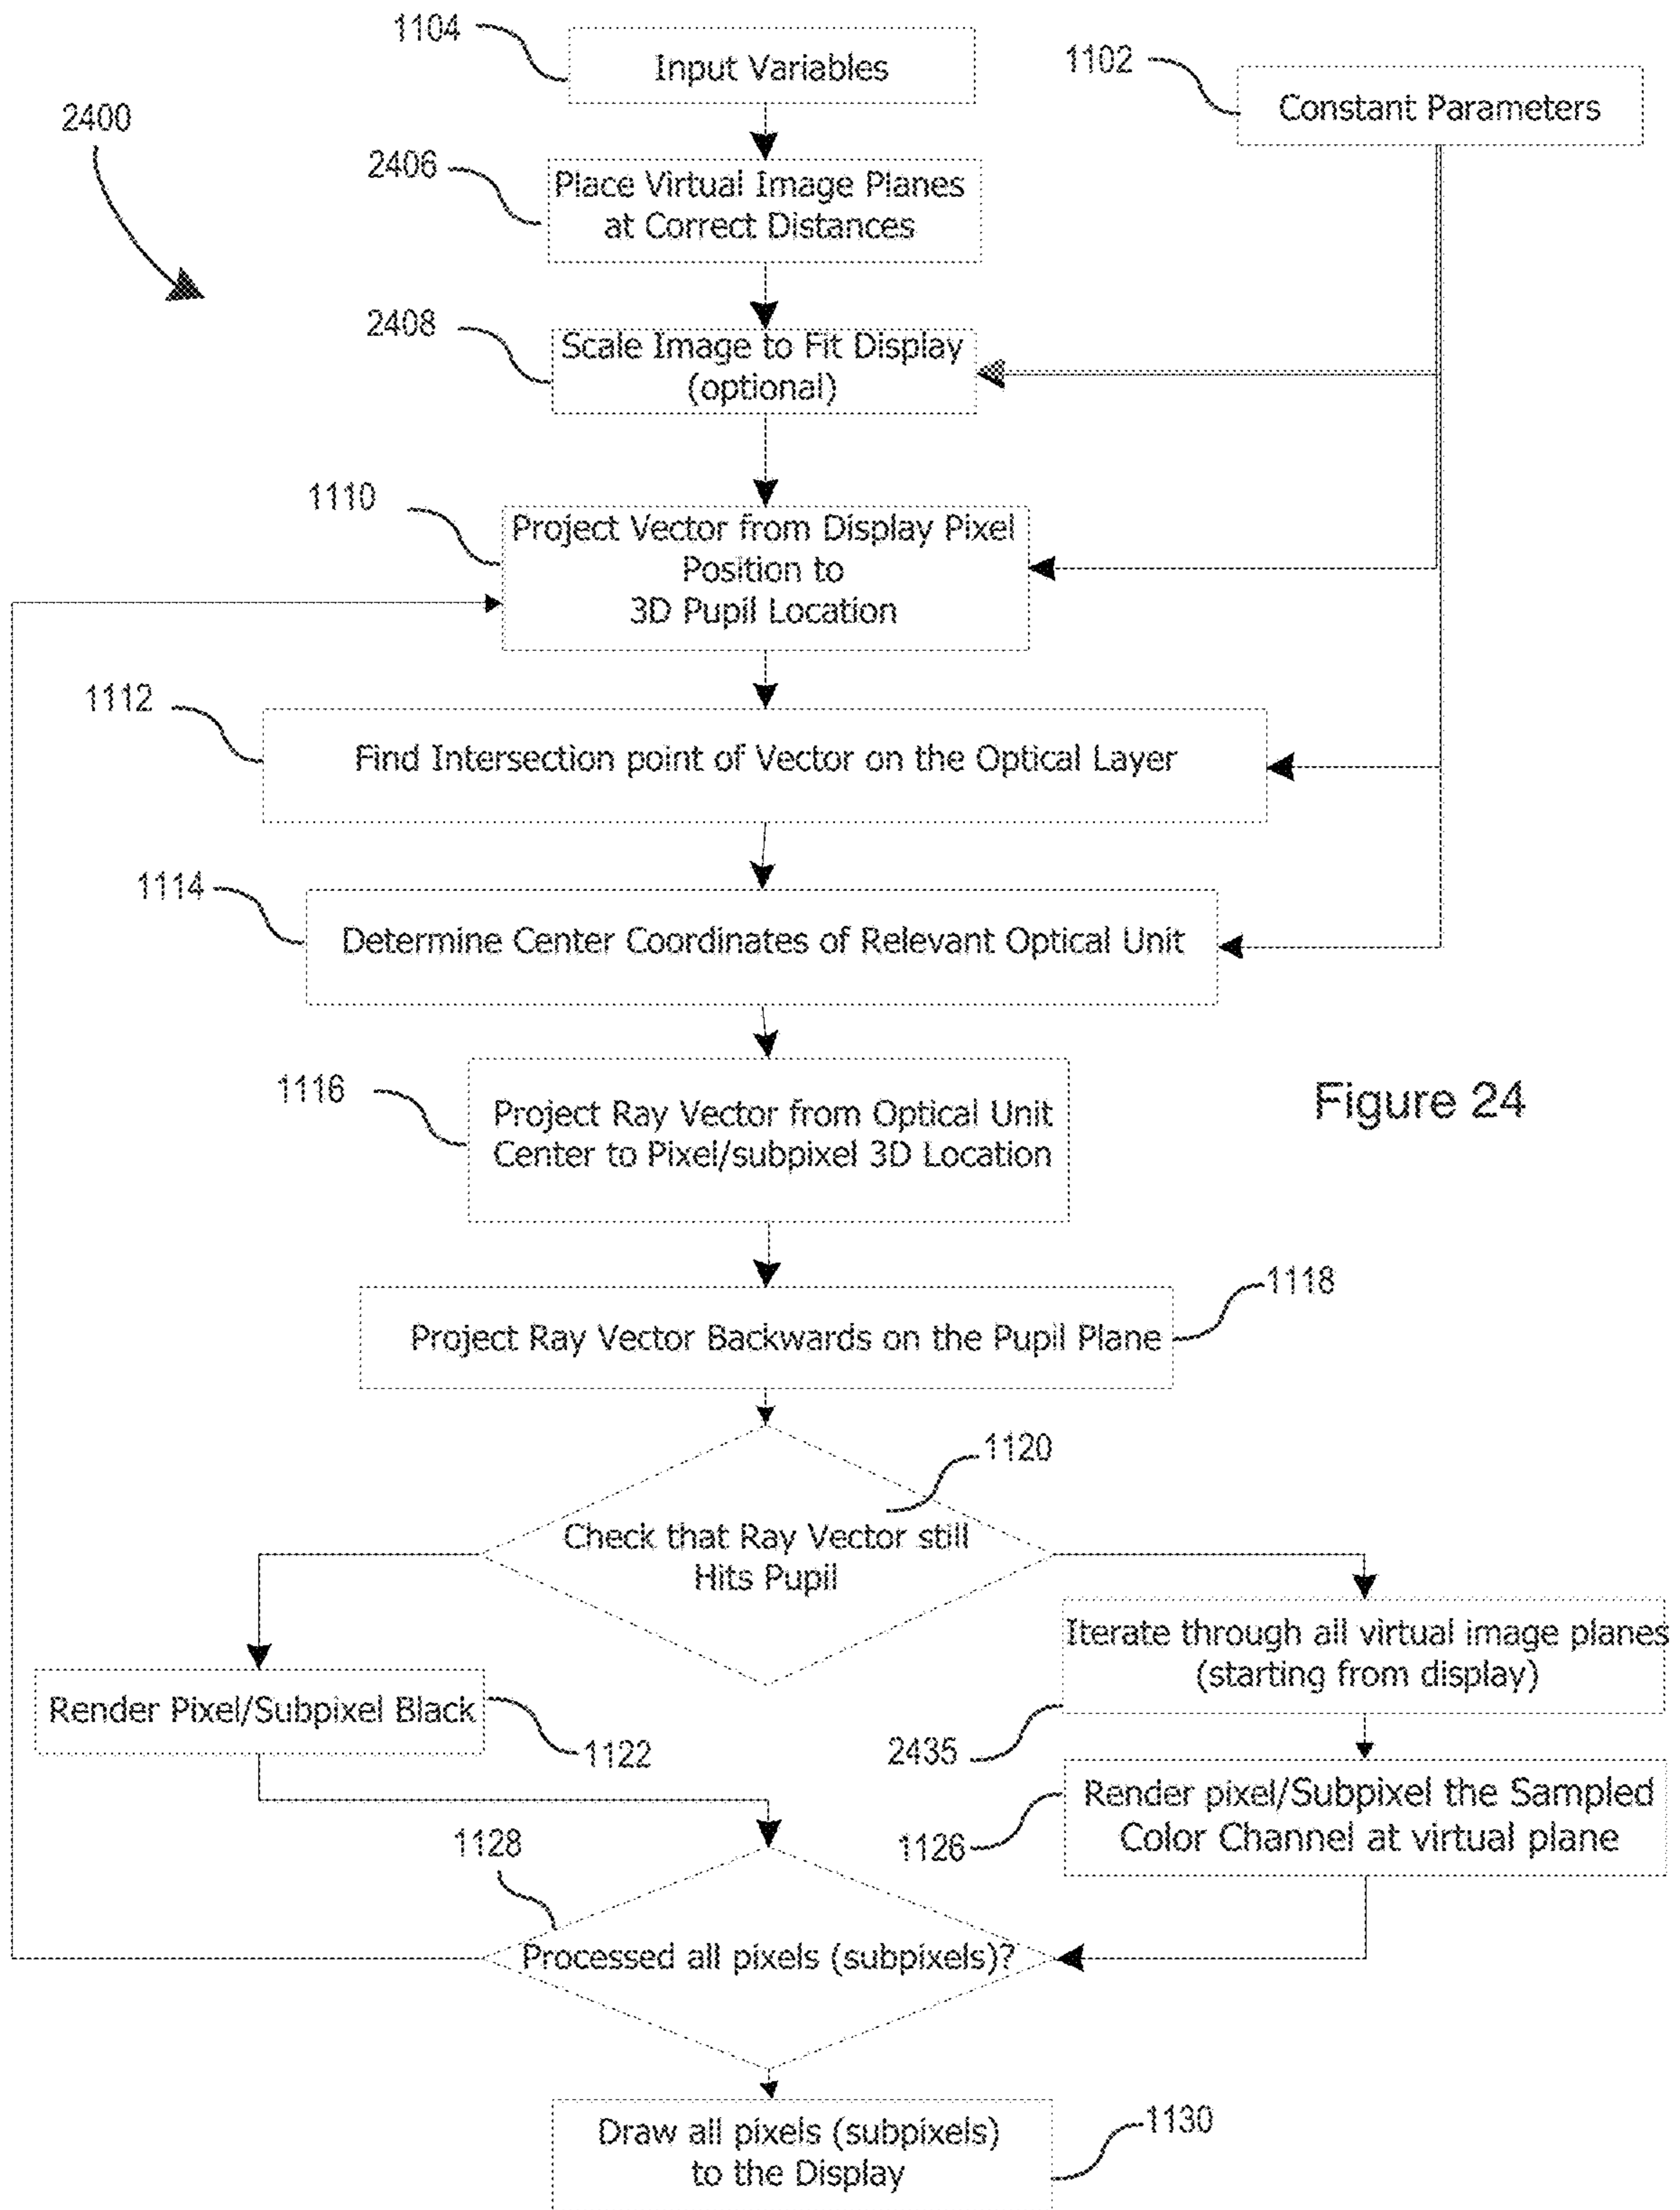 1104
Input Variables
1102
Constant Parameters
2400
2406
Place Virtual Image Planes
at Correct Distances
2408
Scale Image to Fit Display
(optional)
1110
Project Vector from Display Pixel
Position to
3D Pupil Location
1112
Find Intersection point of Vector on the Optical Layer
1114
Determine Center Coordinates of Relevant Optical Unit
1116
Project Ray Vector from Optical Unit
Center to Pixel/subpixel 3D Location
Figure 24
1118
Project Ray Vector Backwards on the Pupil Plane
1120
Check that Ray Vector still
Hits Pupil
Iterate through all virtual image planes
(starting from display)
2435
Render Pixel/Subpixel Black
1122
Render pixel/Subpixel the Sampled
Color Channel at virtual plane
1126
1128
Processed all pixels (subpixels)?
Draw all pixels (subpixels)
to the Display
1130